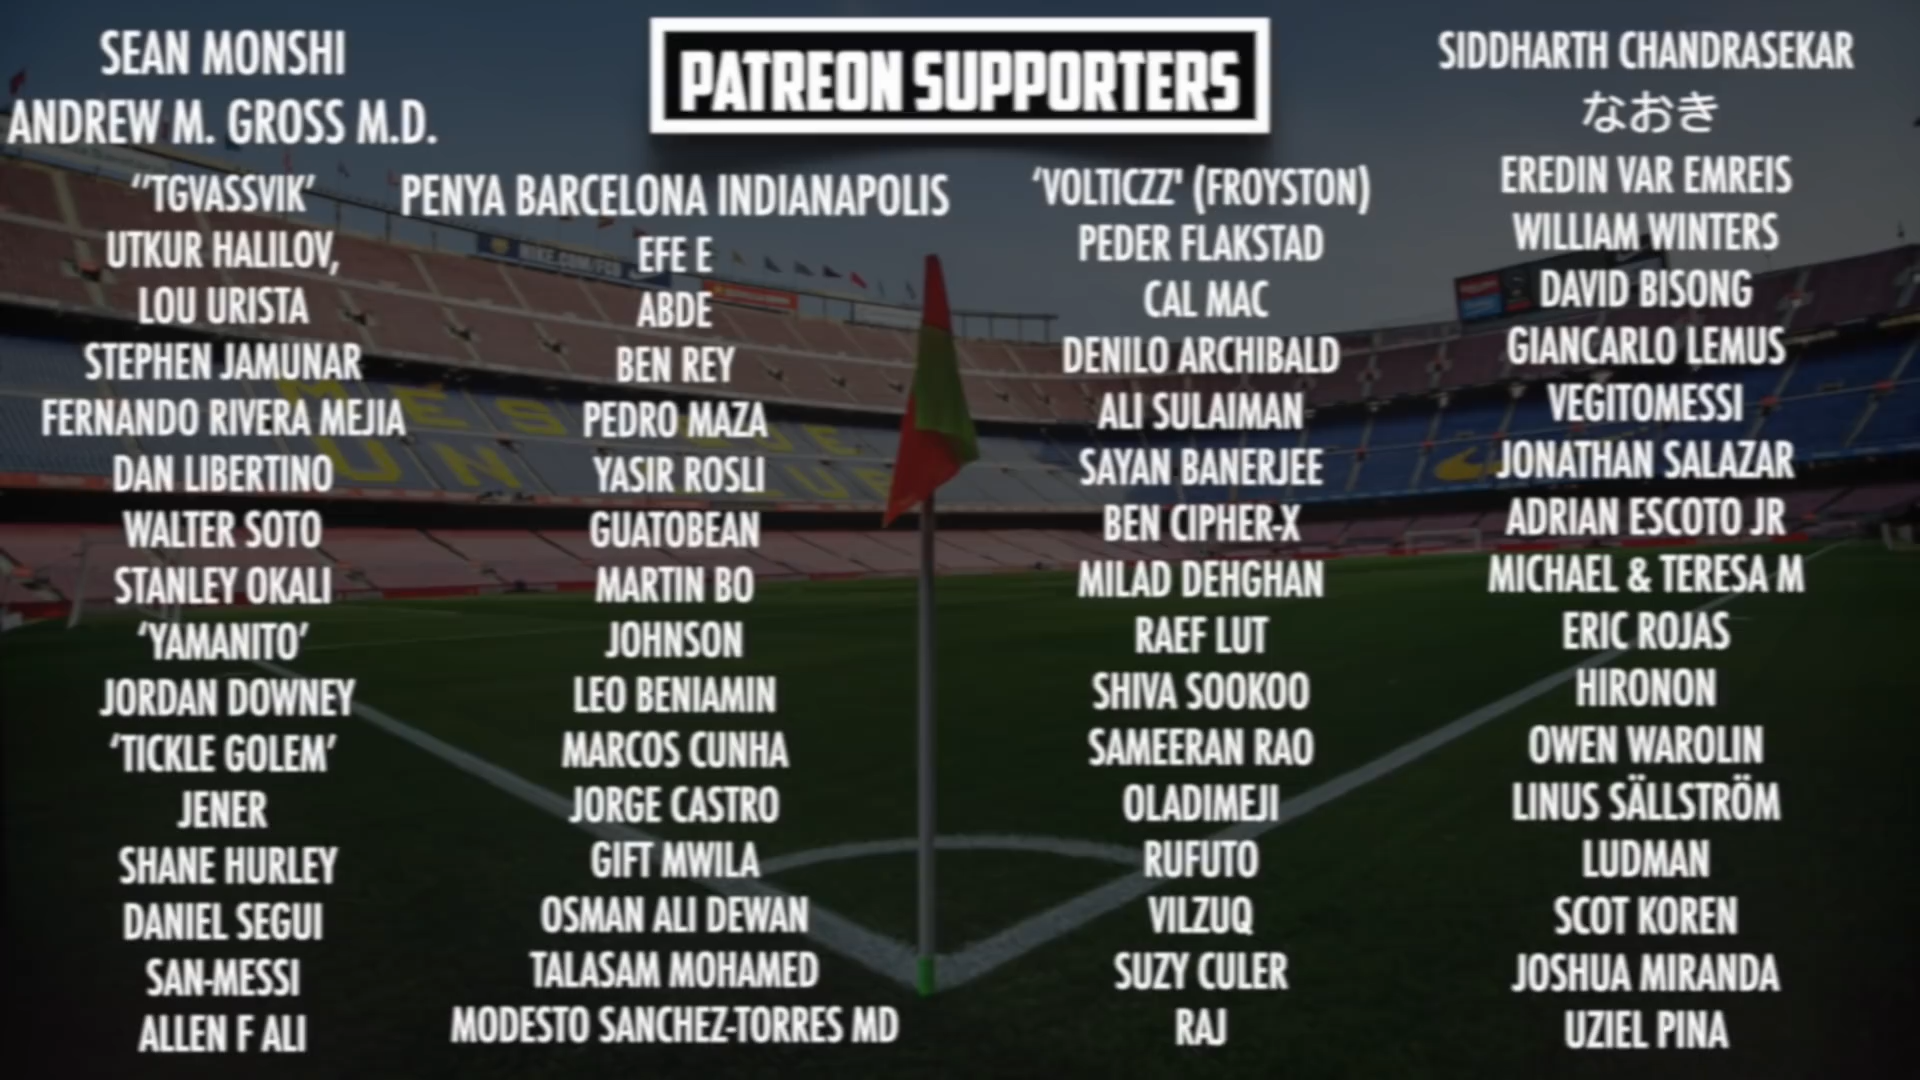 PATREON SUPPORTERS
SEAN MONSHI
ANDREW M. GROSS M.D.
‘'TGVASSVIK’
UTKUR HALILOV,
LOU URISTA
STEPHEN JAMUNAR
FERNANDO RIVERA MEJIA
DAN LIBERTINO
WALTER SOTO
STANLEY OKALI
‘YAMANITO’
JORDAN DOWNEY
‘TICKLE GOLEM’
JENER
SHANE HURLEY
DANIEL SEGUI
SAN-MESSI
ALLEN F ALI
PENYA BARCELONA INDIANAPOLIS
EFE E
ABDE
BEN REY
PEDRO MAZA
YASIR ROSLI
GUATOBEAN
MARTIN BO
JOHNSON
LEO BENIAMIN
MARCOS CUNHA
JORGE CASTRO
GIFT MWILA
OSMAN ALI DEWAN
TALASAM MOHAMED
MODESTO SANCHEZ-TORRES MD
‘VOLTICZZ' (FROYSTON)
PEDER FLAKSTAD
CAL MAC
DENILO ARCHIBALD
ALI SULAIMAN
SAYAN BANERJEE
BEN CIPHER-X
MILAD DEHGHAN
RAEF LUT
SHIVA SOOKOO
SAMEERAN RAO
OLADIMEJI
RUFUTO
VILZUQ
SUZY CULER
RAJ
SIDDHARTH CHANDRASEKAR
なおき
EREDIN VAR EMREIS
WILLIAM WINTERS
DAVID BISONG
GIANCARLO LEMUS
VEGITOMESSI
JONATHAN SALAZAR
ADRIAN ESCOTO JR
MICHAEL & TERESA M
ERIC ROJAS
HIRONON
OWEN WAROLIN
LINUS SÄLLSTRÖM
LUDMAN
SCOT KOREN
JOSHUA MIRANDA
UZIEL PINA
NIKE.COM/FCB
MES
UN